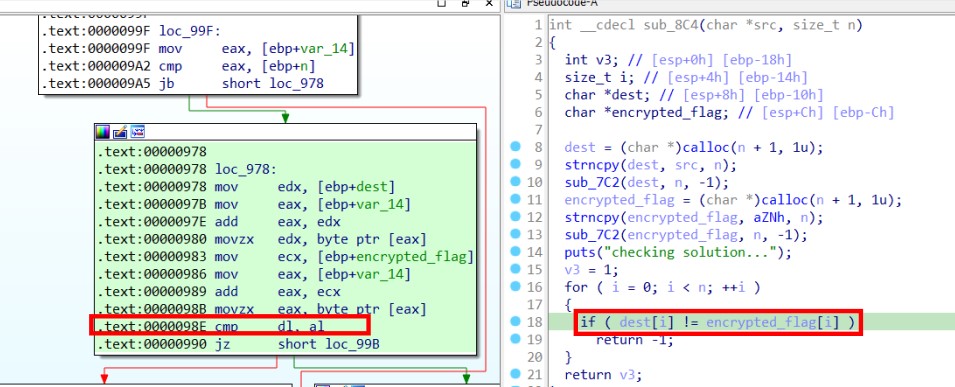 .text:0000099F loc_99F:
.text:0000099F mov eax, [ebp+var_14]
.text:000009A2 cmp eax, [ebp+n]
.text:000009A5 jb short loc_978
.text:00000978
.text:00000978 loc_978:
.text:00000978 mov edx, [ebp+dest]
.text:0000097B mov eax, [ebp+var_14]
.text:0000097E add eax, edx
.text:00000980 movzx edx, byte ptr [eax]
.text:00000983 mov ecx, [ebp+encrypted_flag]
.text:00000986 mov eax, [ebp+var_14]
.text:00000989 add eax, ecx
.text:0000098B movzx eax, byte ptr [eax]
.text:0000098E cmp dl, al
.text:00000990 jz short loc_99B
Pseudocode-A
1 int __cdecl sub_8C4(char *src, size_t n)
2 {
3 int v3; // [esp+0h] [ebp-18h]
4 size_t i; // [esp+4h] [ebp-14h]
5 char *dest; // [esp+8h] [ebp-10h]
6 char *encrypted_flag; // [esp+Ch] [ebp-Ch]
7
8 dest = (char *)calloc(n + 1, 1u);
9 strncpy(dest, src, n);
10 sub_7C2(dest, n, -1);
11 encrypted_flag = (char *)calloc(n + 1, 1u);
12 strncpy(encrypted_flag, aZNh, n);
13 sub_7C2(encrypted_flag, n, -1);
14 puts("checking solution...");
15 v3 = 1;
16 for ( i = 0; i < n; ++i )
17 {
18 if ( dest[i] != encrypted_flag[i] )
19 return -1;
20 }
21 return v3;